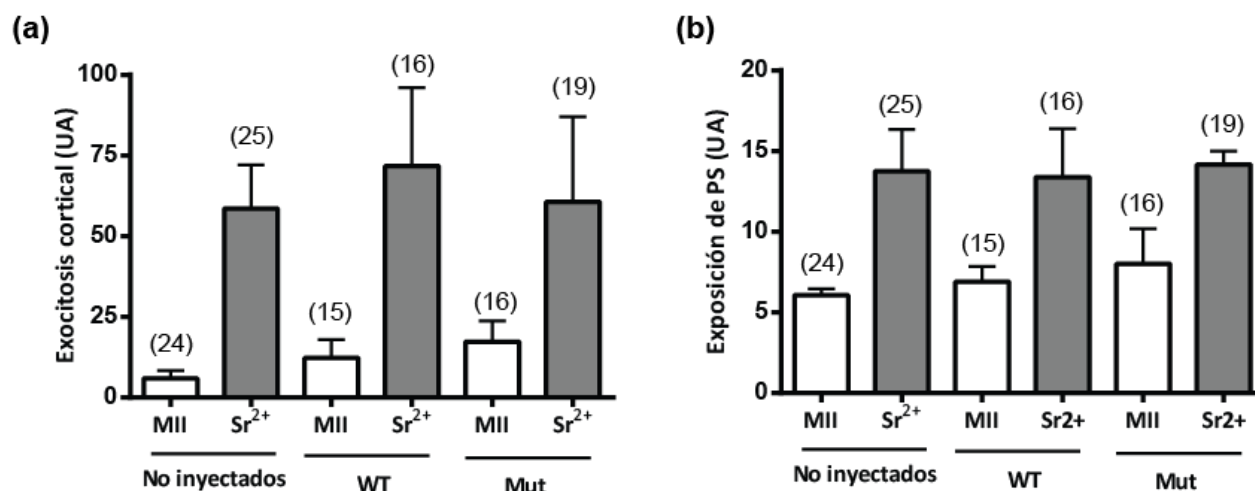 (a)
Exocitosis cortical (UA)
100
75
50
25
0
(24)
(25)
(15)
(16)
(16)
(19)
MII Sr²⁺ MII Sr²⁺ MII Sr²⁺
No inyectados WT Mut
(b)
Exposición de PS (UA)
20
15
10
5
0
(24)
(25)
(15)
(16)
(16)
(19)
MII Sr²⁺ MII Sr2+ MII Sr2+
No inyectados WT Mut